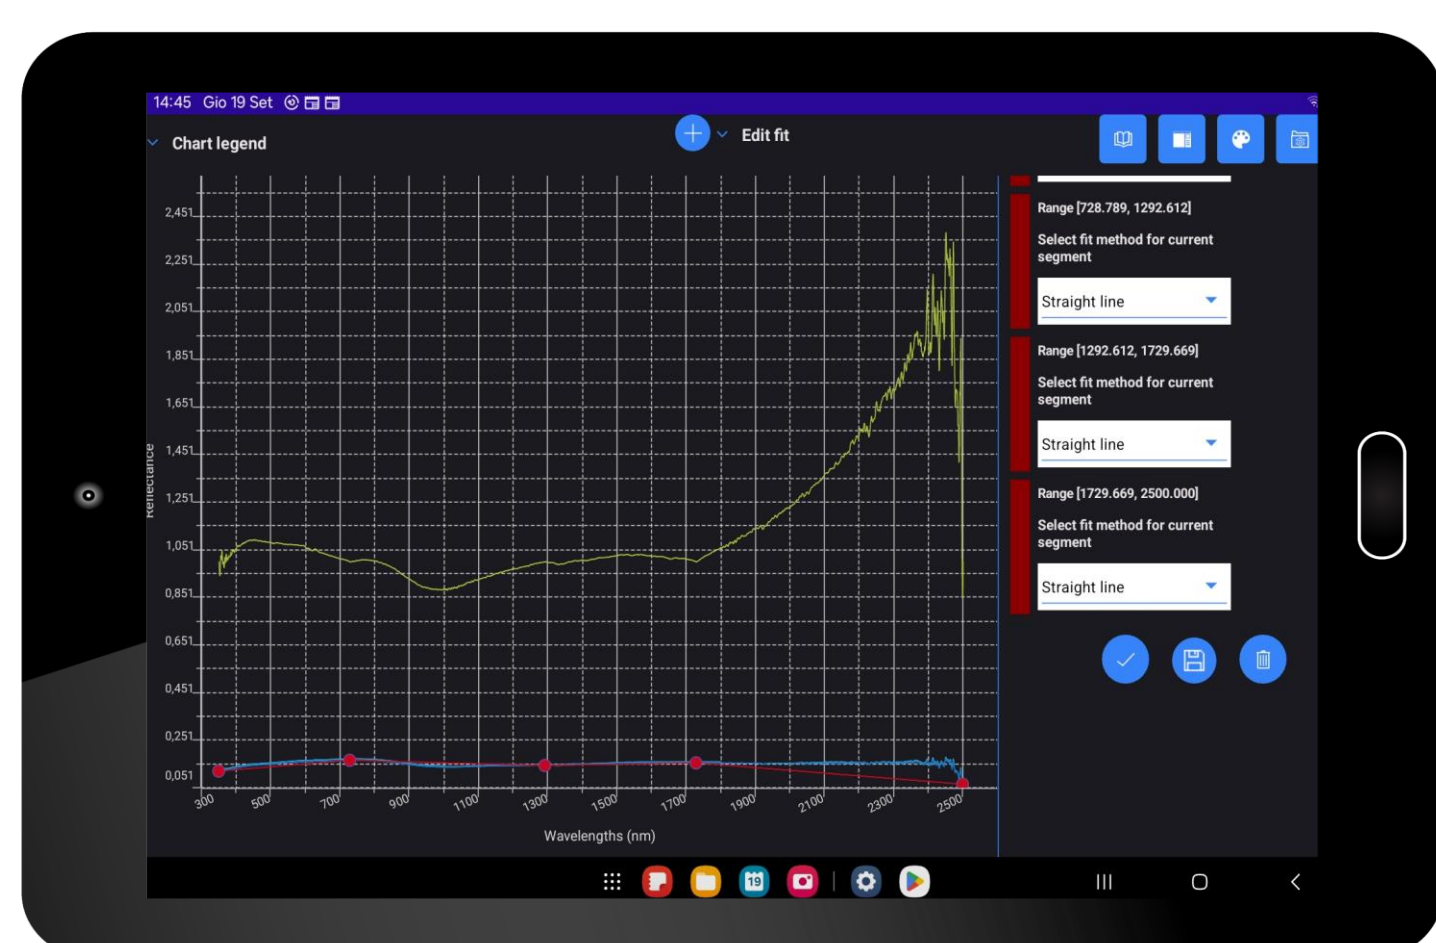 14:45 Gio 19 Set
Chart legend
Edit fit
2,451
2,251
2,051
1,851
1,651
1,451
1,251
1,051
0,851
0,651
0,451
0,251
0,051
Reflectance
300 500 700 900 1100 1300 1500 1700 1900 2100 2300 2500
Wavelengths (nm)
Range [728.789, 1292.612]
Select fit method for current
segment
Straight line
Range [1292.612, 1729.669]
Select fit method for current
segment
Straight line
Range [1729.669, 2500.000]
Select fit method for current
segment
Straight line
19